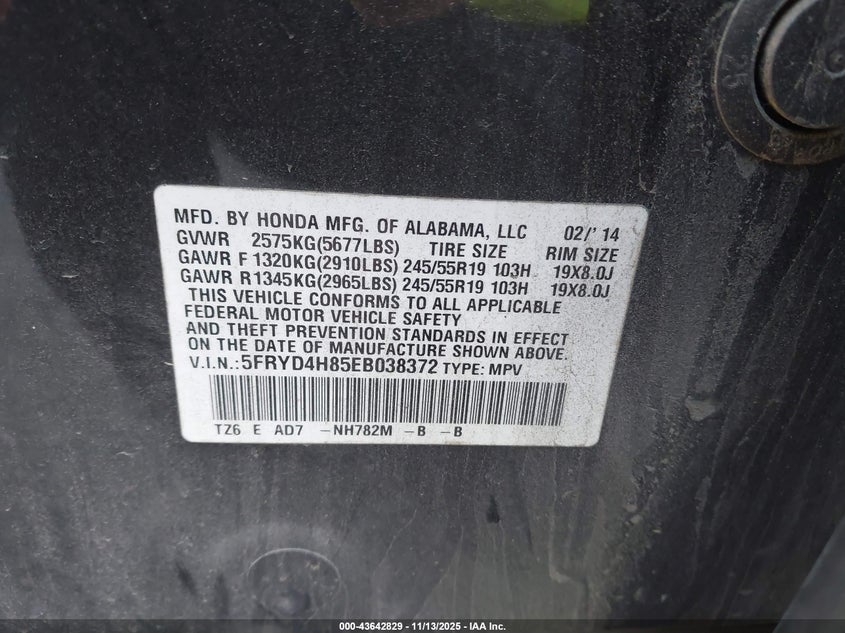 MFD. BY HONDA MFG. OF ALABAMA, LLC 02/' 14
GVWR 2575KG(5677LBS) TIRE SIZE RIM SIZE
GAWR F 1320KG(2910LBS) 245/55R19 103H 19X8.0J
GAWR R1345KG(2965LBS) 245/55R19 103H 19X8.0J
THIS VEHICLE CONFORMS TO ALL APPLICABLE
FEDERAL MOTOR VEHICLE SAFETY
AND THEFT PREVENTION STANDARDS IN EFFECT
ON THE DATE OF MANUFACTURE SHOWN ABOVE.
V.I.N.: 5FRYD4H85EB038372 TYPE: MPV
TZ6 E AD7 -NH782M -B -B
000-43642829 - 11/13/2025 - IAA Inc.